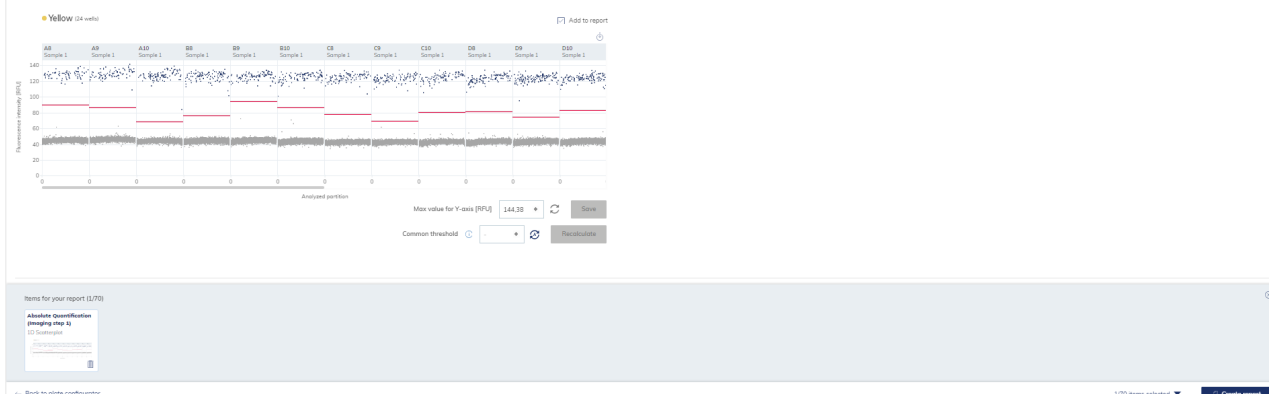 Yellow (24 wells)
Add to report
A8 A9 A10 B8 B9 B10 C8 C9 C10 D8 D9 D10
Sample 1 Sample 1 Sample 1 Sample 1 Sample 1 Sample 1 Sample 1 Sample 1 Sample 1 Sample 1 Sample 1 Sample 1
Fluorescence intensity [RFU]
140
120
100
80
60
40
20
0
0 0 0 0 0 0 0 0 0 0 0 0
Analyzed partition
Max value for Y-axis [RFU] 144.38 Save
Common threshold - Recalculate
Items for your report (1/70)
Absolute Quantification
(Imaging step 1)
Scatterplot
Back to plate configurator
1/70 items selected
Create report